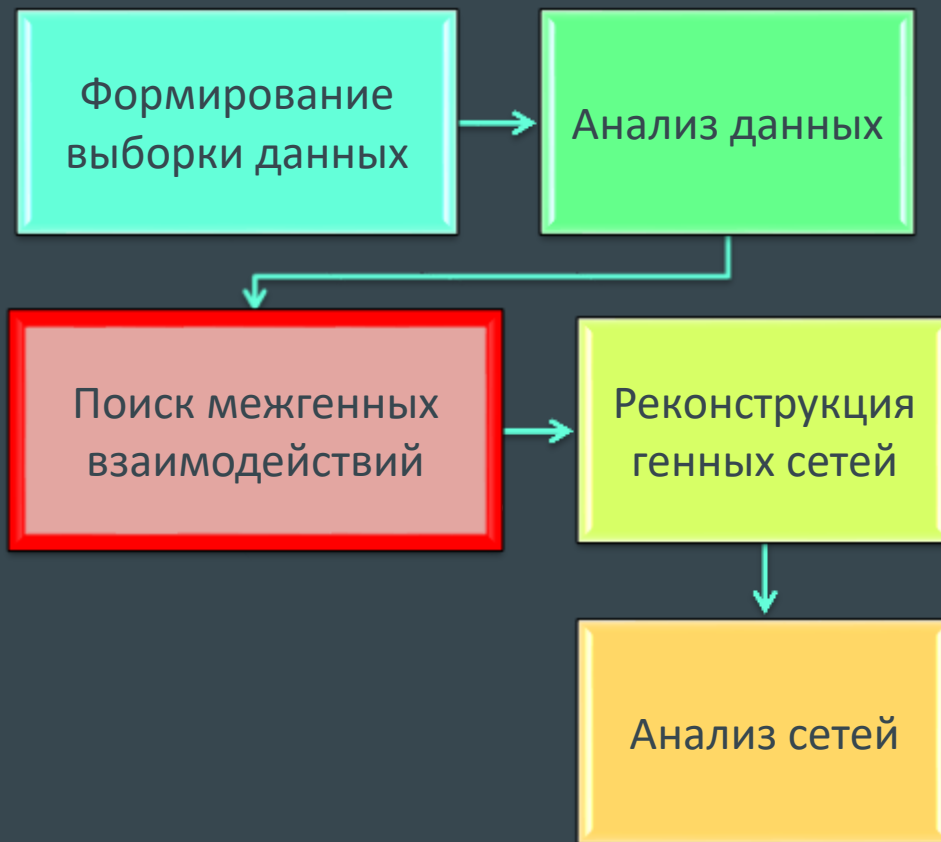 Формирование
выборки данных
Анализ данных
Поиск межгенных
взаимодействий
Реконструкция
генных сетей
Анализ сетей